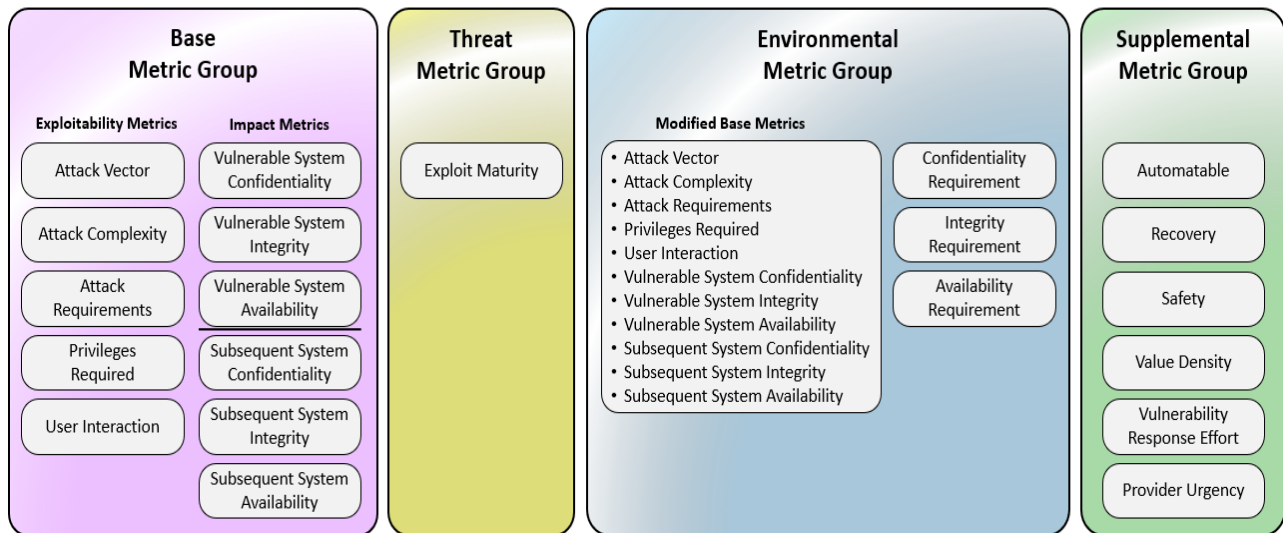 Base
Metric Group
Exploitability Metrics
Attack Vector
Attack Complexity
Attack
Requirements
Privileges
Required
User Interaction
Impact Metrics
Vulnerable System
Confidentiality
Vulnerable System
Integrity
Vulnerable System
Availability
Subsequent System
Confidentiality
Subsequent System
Integrity
Subsequent System
Availability
Threat
Metric Group
Exploit Maturity
Environmental
Metric Group
Modified Base Metrics
• Attack Vector
• Attack Complexity
• Attack Requirements
• Privileges Required
• User Interaction
• Vulnerable System Confidentiality
• Vulnerable System Integrity
• Vulnerable System Availability
• Subsequent System Confidentiality
• Subsequent System Integrity
• Subsequent System Availability
Confidentiality
Requirement
Integrity
Requirement
Availability
Requirement
Supplemental
Metric Group
Automatable
Recovery
Safety
Value Density
Vulnerability
Response Effort
Provider Urgency